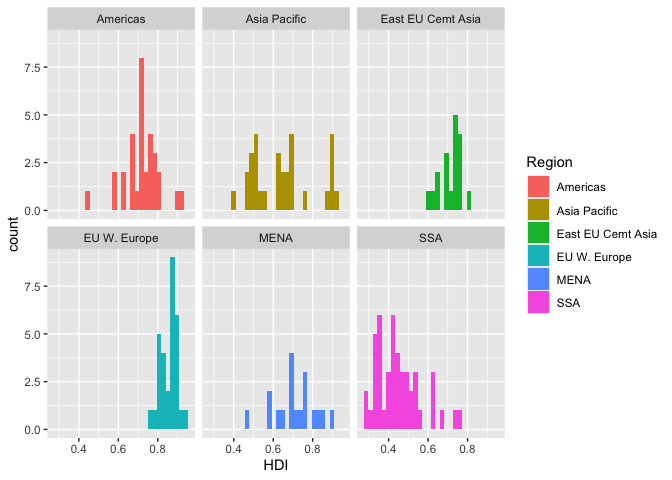 Americas
Asia Pacific
East EU Cemt Asia
7.5
5.0
2.5
0.0
EU W. Europe
MENA
SSA
7.5
5.0
2.5
0.0
0.4 0.6 0.8
0.4 0.6 0.8
0.4 0.6 0.8
HDI
count
Region
Americas
Asia Pacific
East EU Cemt Asia
EU W. Europe
MENA
SSA